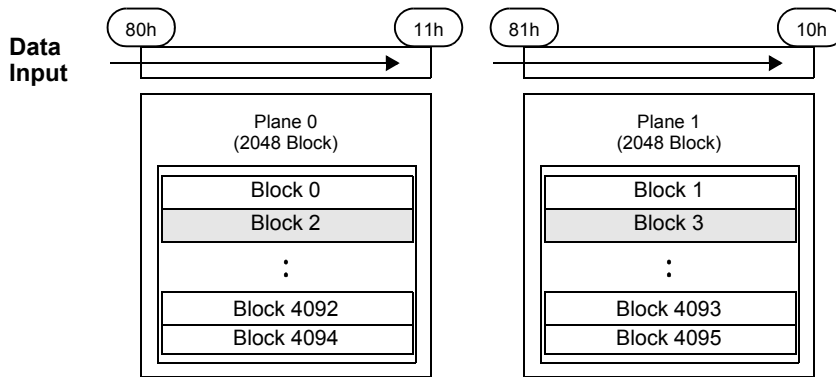 80h
11h
81h
10h
Data
Input
Plane 0
(2048 Block)
Block 0
Block 2
:
Block 4092
Block 4094
Plane 1
(2048 Block)
Block 1
Block 3
:
Block 4093
Block 4095